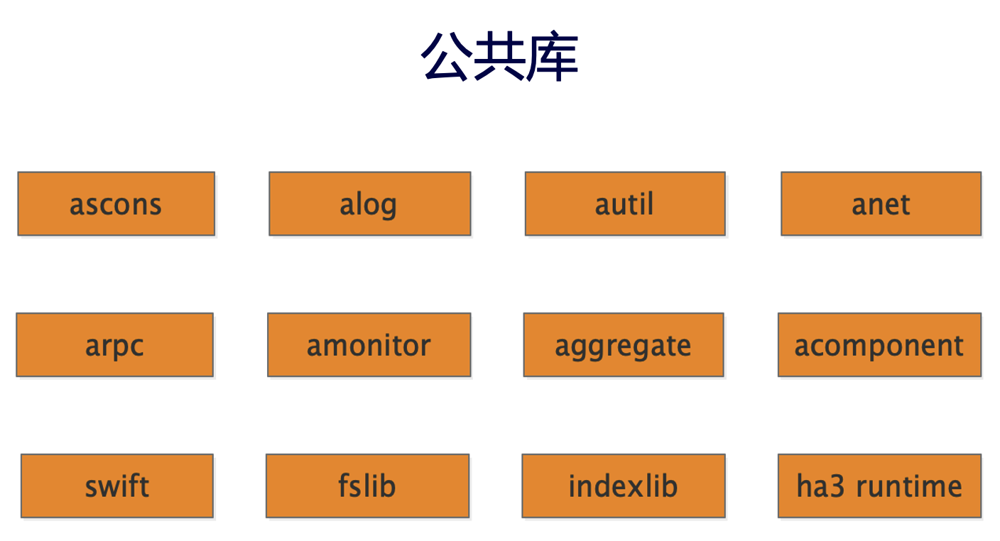 公共库
ascons
alog
autil
anet
arpc
amonitor
aggregate
acomponent
swift
fslib
indexlib
ha3 runtime